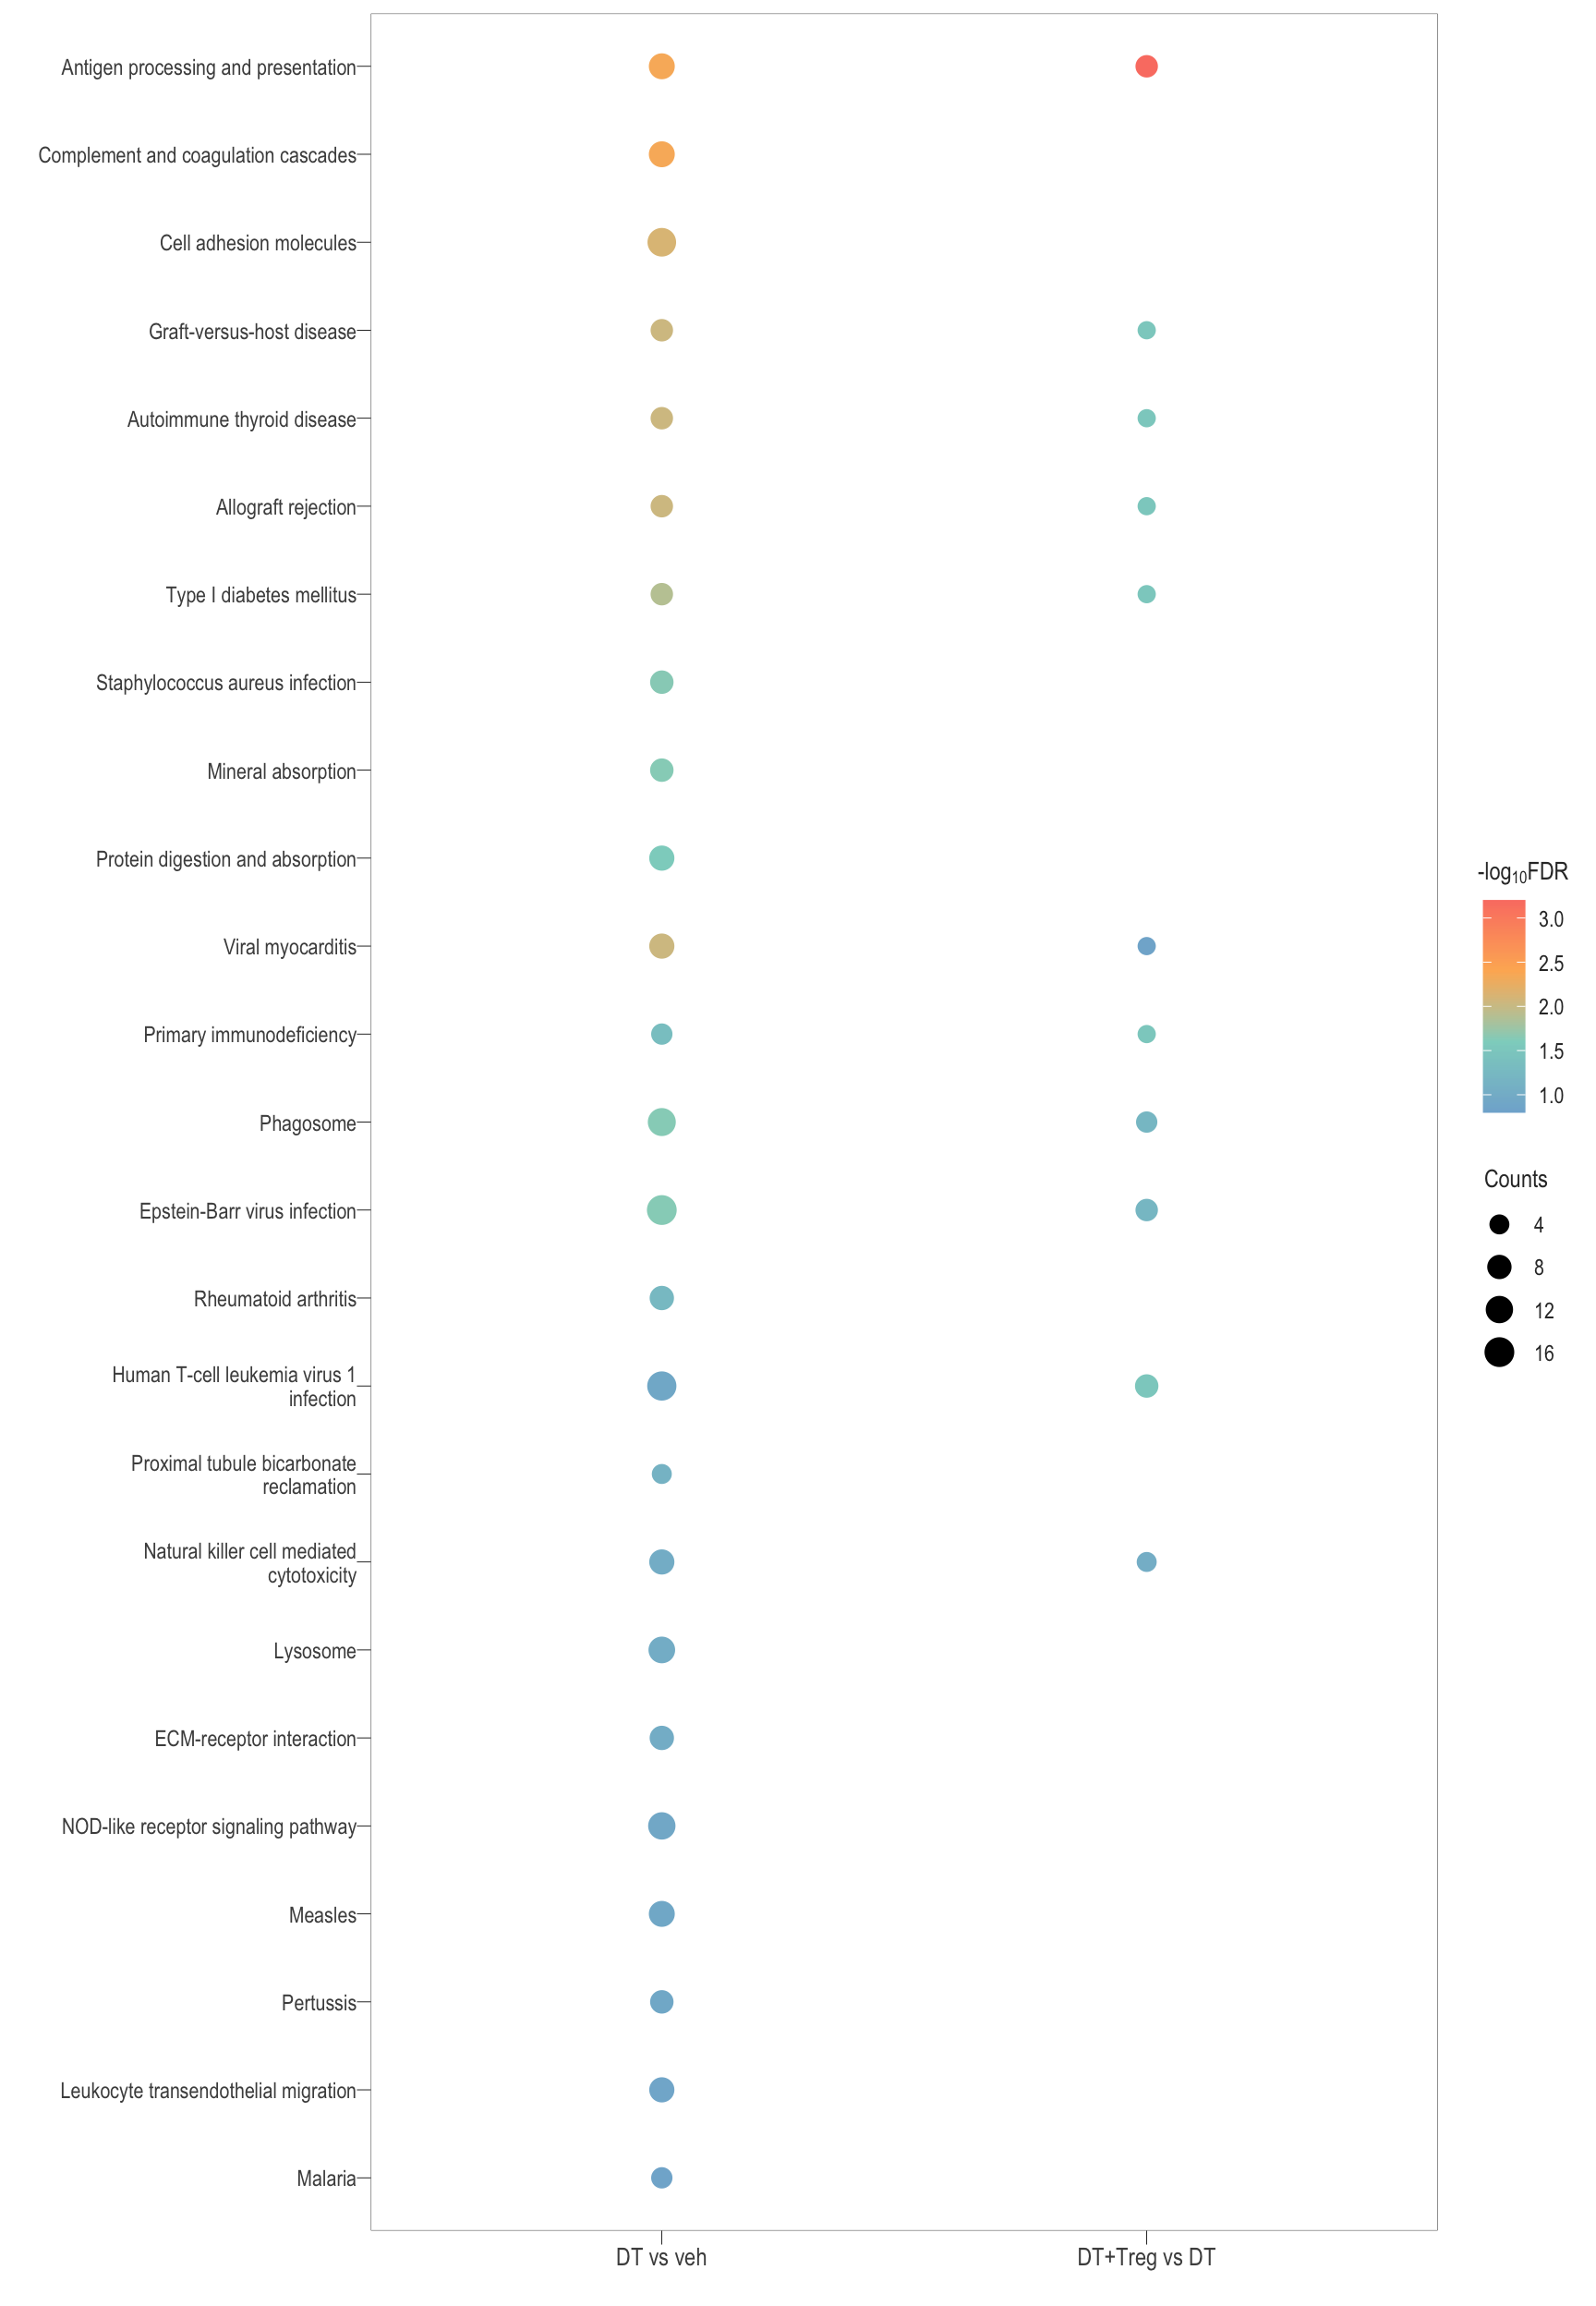 Antigen processing and presentation
Complement and coagulation cascades
Cell adhesion molecules
Graft-versus-host disease
Autoimmune thyroid disease
Allograft rejection
Type I diabetes mellitus
Staphylococcus aureus infection
Mineral absorption
Protein digestion and absorption
Viral myocarditis
Primary immunodeficiency
Phagosome
Epstein-Barr virus infection
Rheumatoid arthritis
Human T-cell leukemia virus 1
infection
Proximal tubule bicarbonate
reclamation
Natural killer cell mediated
cytotoxicity
Lysosome
ECM-receptor interaction
NOD-like receptor signaling pathway
Measles
Pertussis
Leukocyte transendothelial migration
Malaria
DT vs veh
DT+Treg vs DT
-log₁₀FDR
3.0
2.5
2.0
1.5
1.0
Counts
4
8
12
16